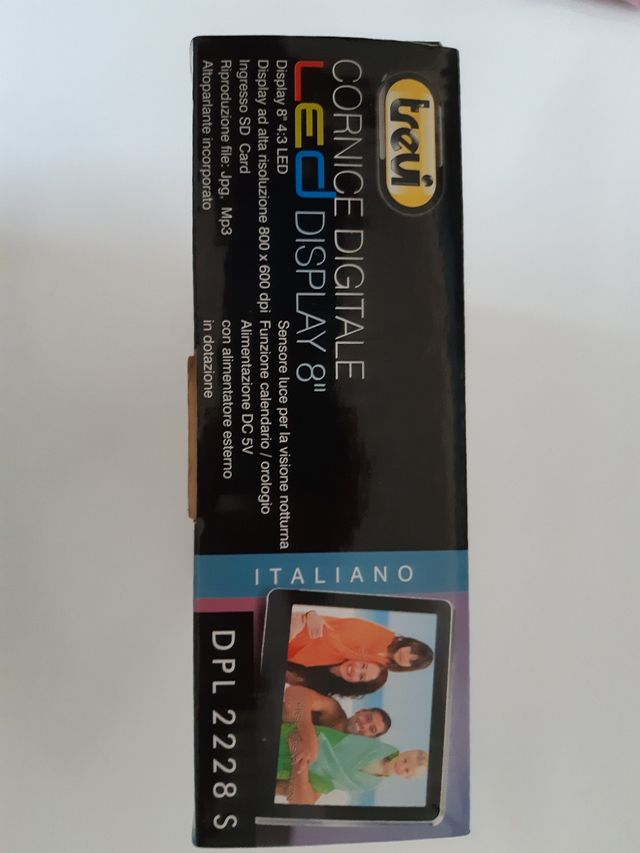 trevi
CORNICE DIGITALE
LED DISPLAY 8"
Display 8" 4:3 LED
Display ad alta risoluzione 800 x 600 dpi
Ingresso SD Card
Riproduzione file: Jpg, Mp3
Altoparlante incorporato
Sensore luce per la visione notturna
Funzione calendario / orologio
Alimentazione DC 5V
con alimentatore esterno
in dotazione
ITALIANO
DPL 2228 S